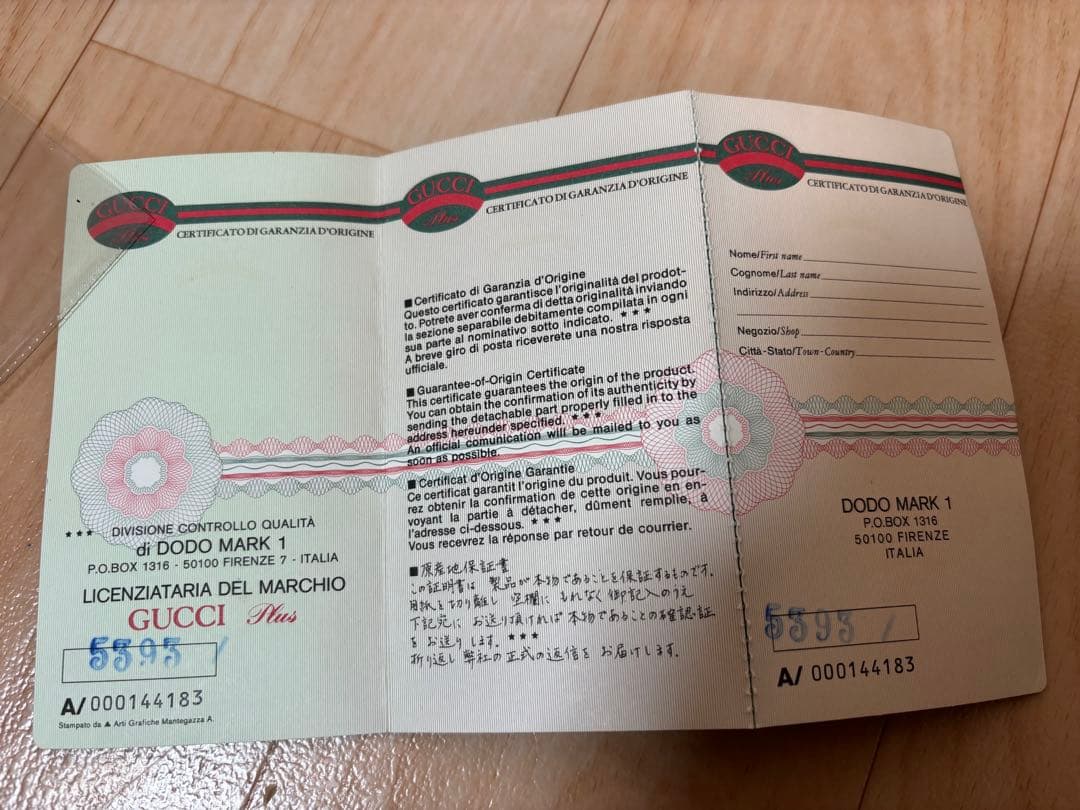 GUCCI
Plus
CERTIFICATO DI GARANZIA D'ORIGINE
★ ★ ★ DIVISIONE CONTROLLO QUALITÀ
di DODO MARK 1
P.O.BOX 1316 - 50100 FIRENZE 7 - ITALIA
LICENZIATARIA DEL MARCHIO
GUCCI Plus
5393 /
A/ 000144183
Stampato da ▲ Arti Grafiche Mantegazza A.
GUCCI
Plus
CERTIFICATO DI GARANZIA D'ORIGINE
■ Certificato di Garanzia d'Origine
Questo certificato garantisce l'originalità del prodot-
to. Potrete aver conferma di detta originalità inviando
la sezione separabile debitamente compilata in ogni
sua parte al nominativo sotto indicato. ★ ★ ★
A breve giro di posta riceverete una nostra risposta
ufficiale.
■ Guarantee-of-Origin Certificate
This certificate guarantees the origin of the product.
You can obtain the confirmation of its authenticity by
sending the detachable part properly filled in to the
address hereunder specified. ★ ★ ★
An official comunication will be mailed to you as
soon as possible.
■ Certificat d'Origine Garantie
Ce certificat garantit l'origine du produit. Vous pour-
rez obtenir la confirmation de cette origine en en-
voyant la partie à détacher, dûment remplie, à
l'adresse ci-dessous. ★ ★ ★
Vous recevrez la réponse par retour de courrier.
■ 原産地保証書
この証明書は 製品が本物であることを保証するものです。
用紙を切り離し 空欄に もれなく御記入のうえ
下記宛に お送り頂ければ 本物であることの確認証
を お送りします。★★★
折り返し 弊社の正式の返信を お届けします。
GUCCI
Plus
CERTIFICATO DI GARANZIA D'ORIGINE
Nome/First name
Cognome/Last name
Indirizzo/Address
Negozio/Shop
Città-Stato/Town-Country
DODO MARK 1
P.O.BOX 1316
50100 FIRENZE
ITALIA
5393 /
A/ 000144183